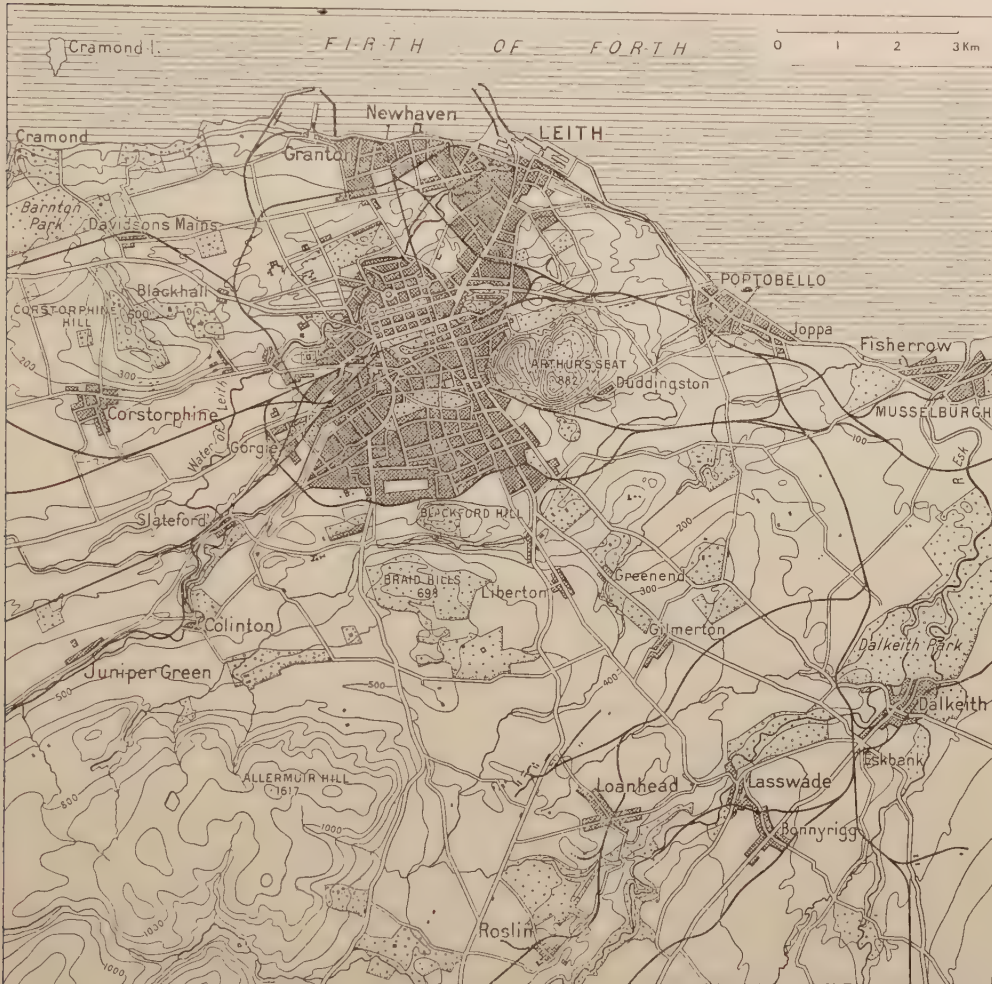 Cramond I.
FIRTH OF FORTH
0 1 2 3 Km
Newhaven
LEITH
Cramond
Granton
Barnton
Park
Davidsons Mains
Blackhall
PORTOBELLO
CORSTORPHINE
HILL
500
Joppa
Fisherrow
200
300
ARTHUR'S SEAT
882
Duddingston
Corstorphine
Water of Leith
MUSSELBURGH
Gorgie
100
R. Esk
Slateford
BLACKFORD HILL
200
BRAID HILLS
698
Liberton
Greenend
300
Colinton
Gilmerton
Dalkeith Park
Juniper Green
500
500
400
Dalkeith
ALLERMUIR HILL
1617
Eskbank
Loanhead
Lasswade
1000
Bonnyrigg
1000
Roslin
1000